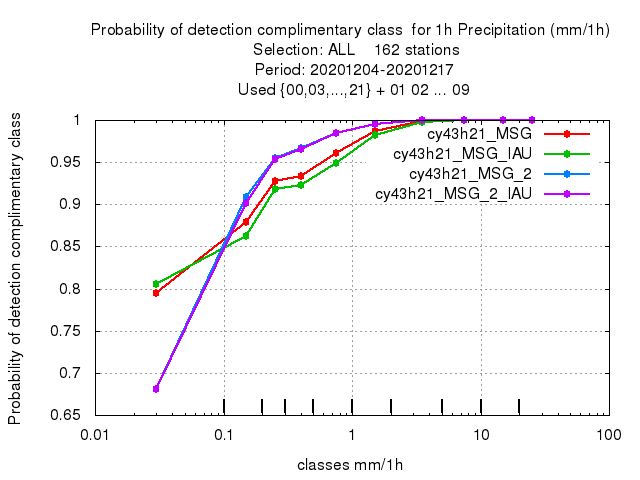 Probability of detection complimentary class  for 1h Precipitation (mm/1h)
Selection: ALL    162 stations
Period: 20201204-20201217
Used {00,03,...,21} + 01 02 ... 09
Probability of detection complimentary class
1
0.95
0.9
0.85
0.8
0.75
0.7
0.65
cy43h21_MSG
cy43h21_MSG_IAU
cy43h21_MSG_2
cy43h21_MSG_2_IAU
0.01 0.1 1 10 100
classes mm/1h